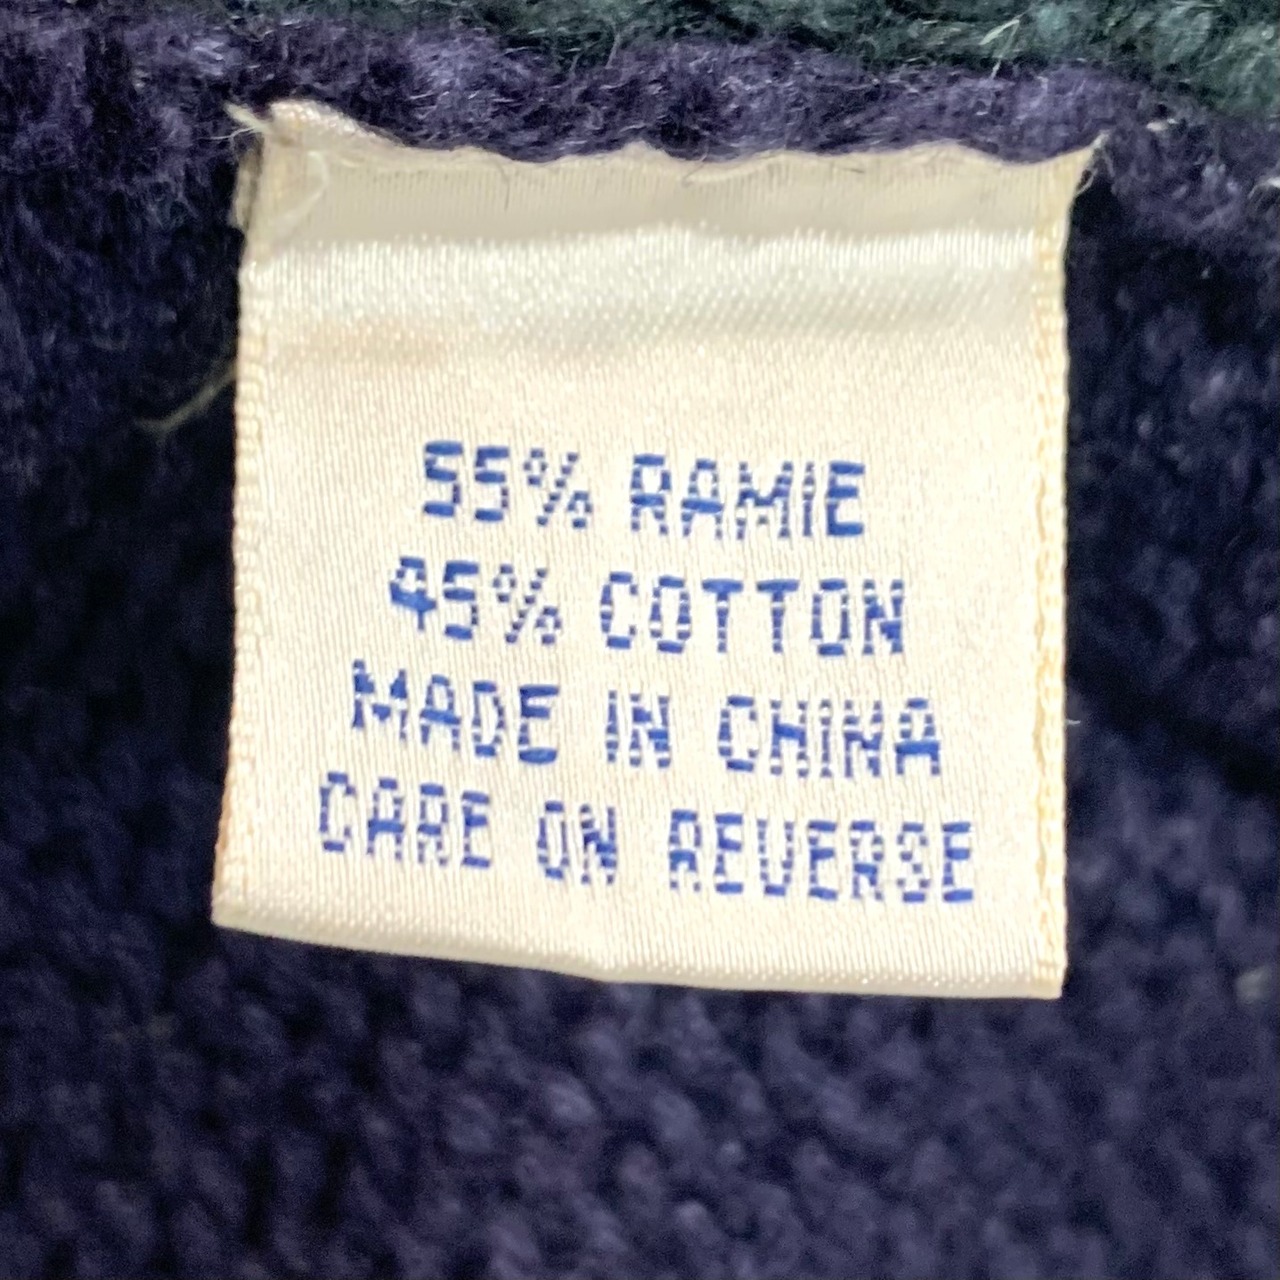 55% RAMIE
45% COTTON
MADE IN CHINA
CARE ON REVERSE